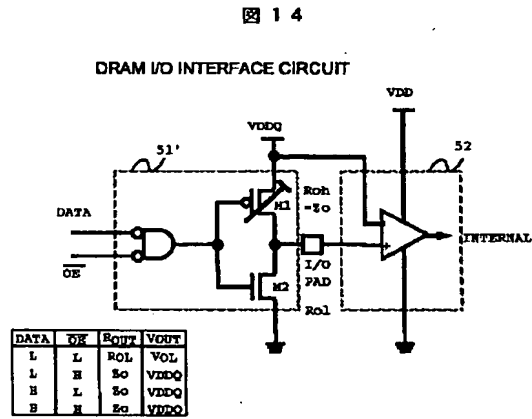 図 1 4
DRAM I/O INTERFACE CIRCUIT
VDD
VDDQ
51'
52
Roh
=Zo
M1
DATA
OE
INTERNAL
I/O
PAD
M2
Rol
DATA OE ROUT VOUT
L L ROL VOL
L H Zo VDDQ
H L Zo VDDQ
H H Zo VDDQ